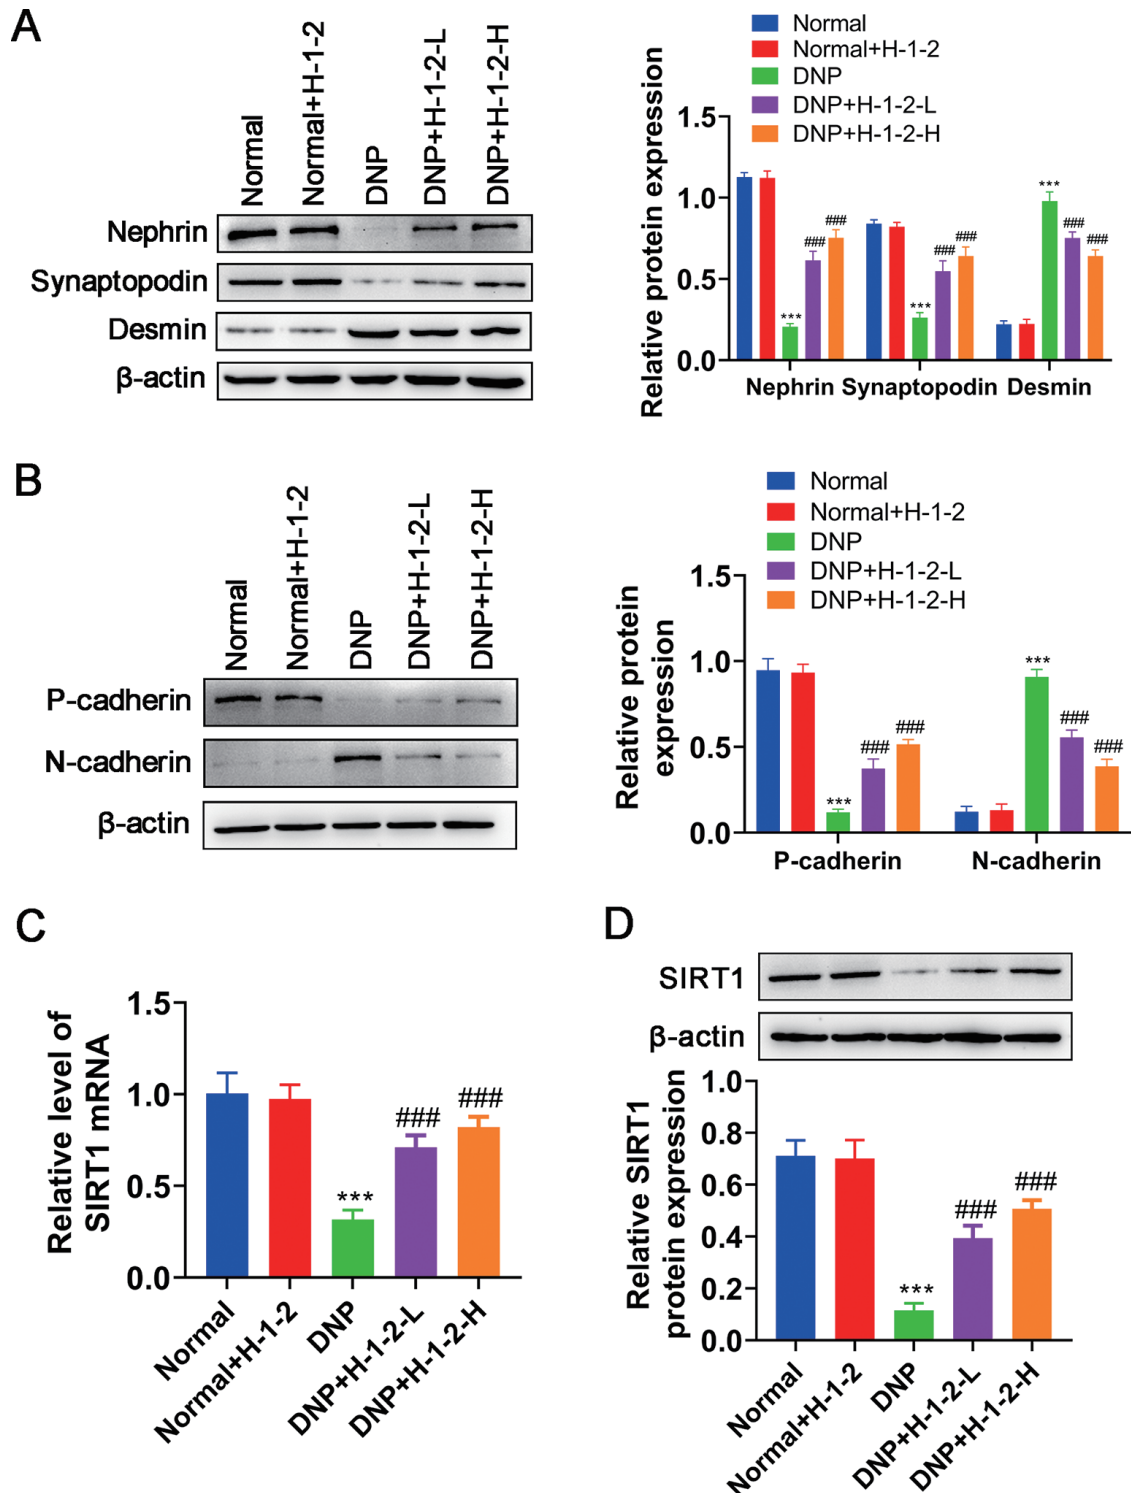 A
Normal
Normal+H-1-2
DNP
DNP+H-1-2-L
DNP+H-1-2-H
Nephrin
Synaptopodin
Desmin
β-actin
Normal
Normal+H-1-2
DNP
DNP+H-1-2-L
DNP+H-1-2-H
Relative protein expression
1.5
1.0
0.5
0.0
***
###
###
***
###
###
***
###
###
Nephrin Synaptopodin Desmin
B
Normal
Normal+H-1-2
DNP
DNP+H-1-2-L
DNP+H-1-2-H
P-cadherin
N-cadherin
β-actin
Normal
Normal+H-1-2
DNP
DNP+H-1-2-L
DNP+H-1-2-H
Relative protein
expression
1.5
1.0
0.5
0.0
***
###
###
***
###
###
P-cadherin N-cadherin
C
Relative level of
SIRT1 mRNA
1.5
1.0
0.5
0.0
***
###
###
Normal
Normal+H-1-2
DNP
DNP+H-1-2-L
DNP+H-1-2-H
D
SIRT1
β-actin
Relative SIRT1
protein expression
1.0
0.8
0.6
0.4
0.2
0.0
***
###
###
Normal
Normal+H-1-2
DNP
DNP+H-1-2-L
DNP+H-1-2-H